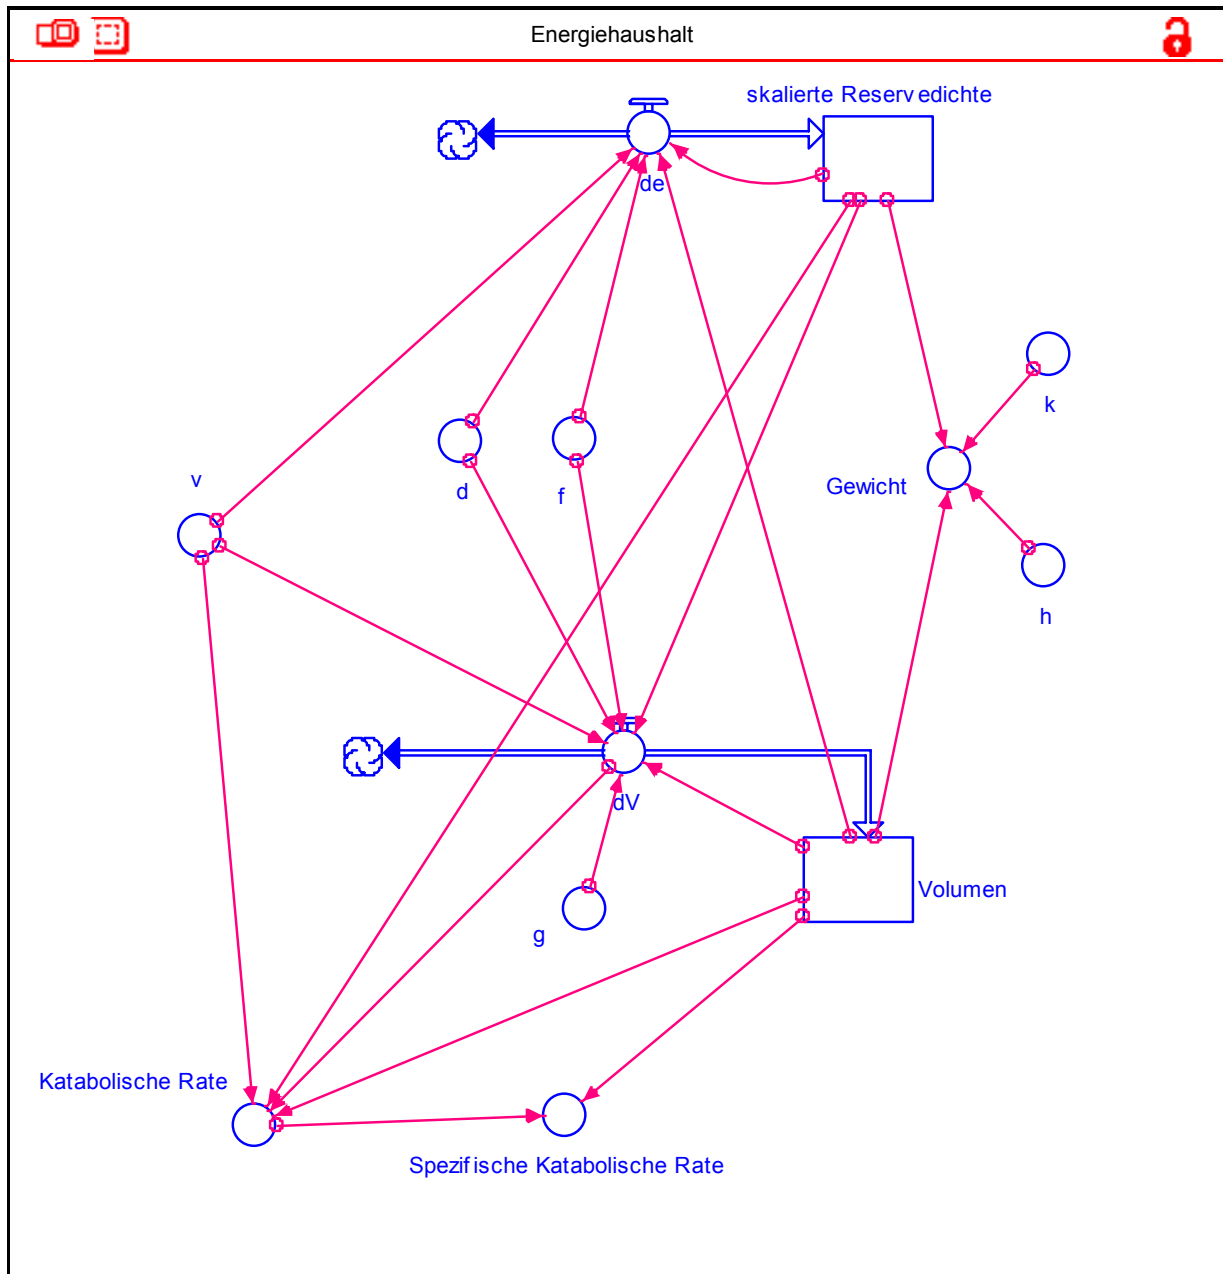 Energiehaushalt
skalierte Reservedichte
de
k
v
d
f
Gewicht
h
dV
Volumen
g
Katabolische Rate
Spezifische Katabolische Rate